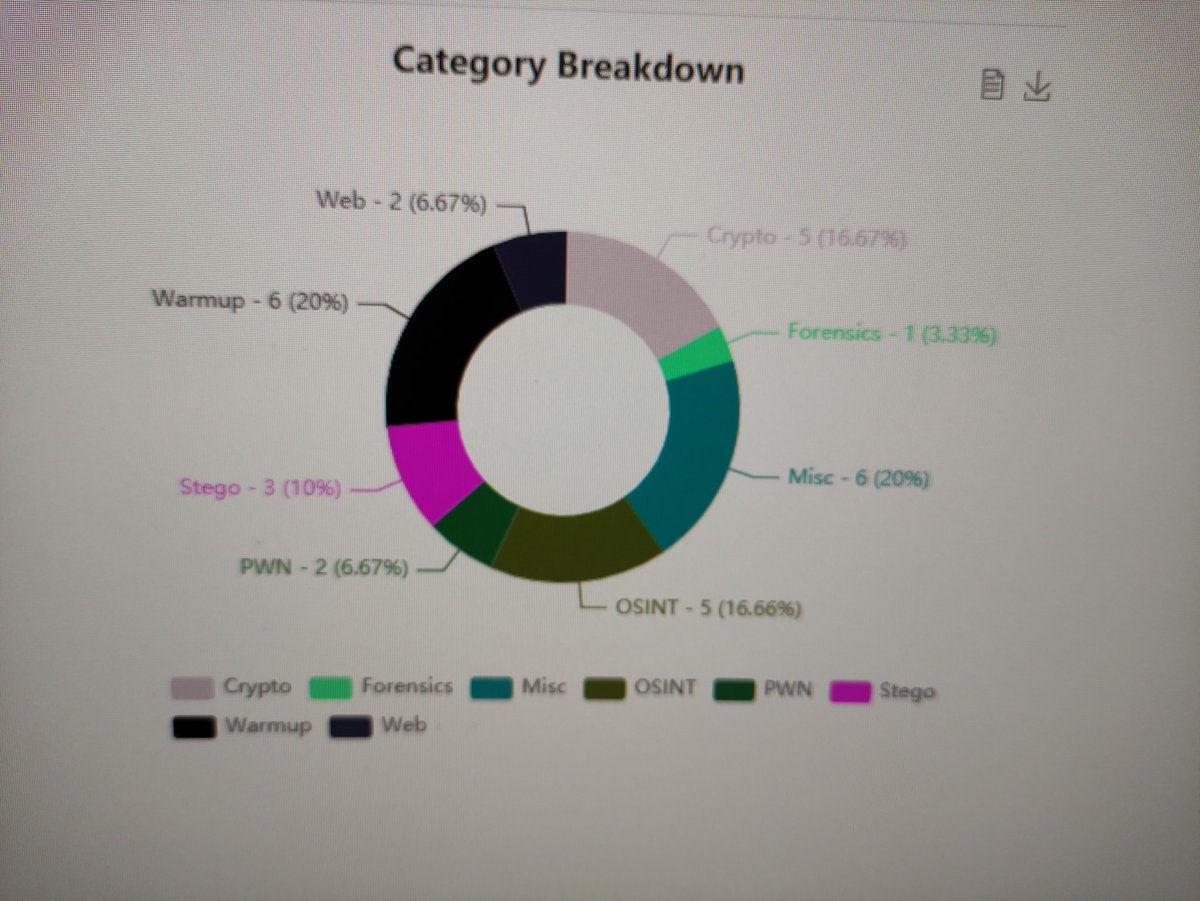 Category Breakdown
Web - 2 (6.67%)
Crypto - 5 (16.67%)
Warmup - 6 (20%)
Forensics - 1 (3.33%)
Misc - 6 (20%)
Stego - 3 (10%)
PWN - 2 (6.67%)
OSINT - 5 (16.66%)
Crypto Forensics Misc OSINT PWN Stego
Warmup Web